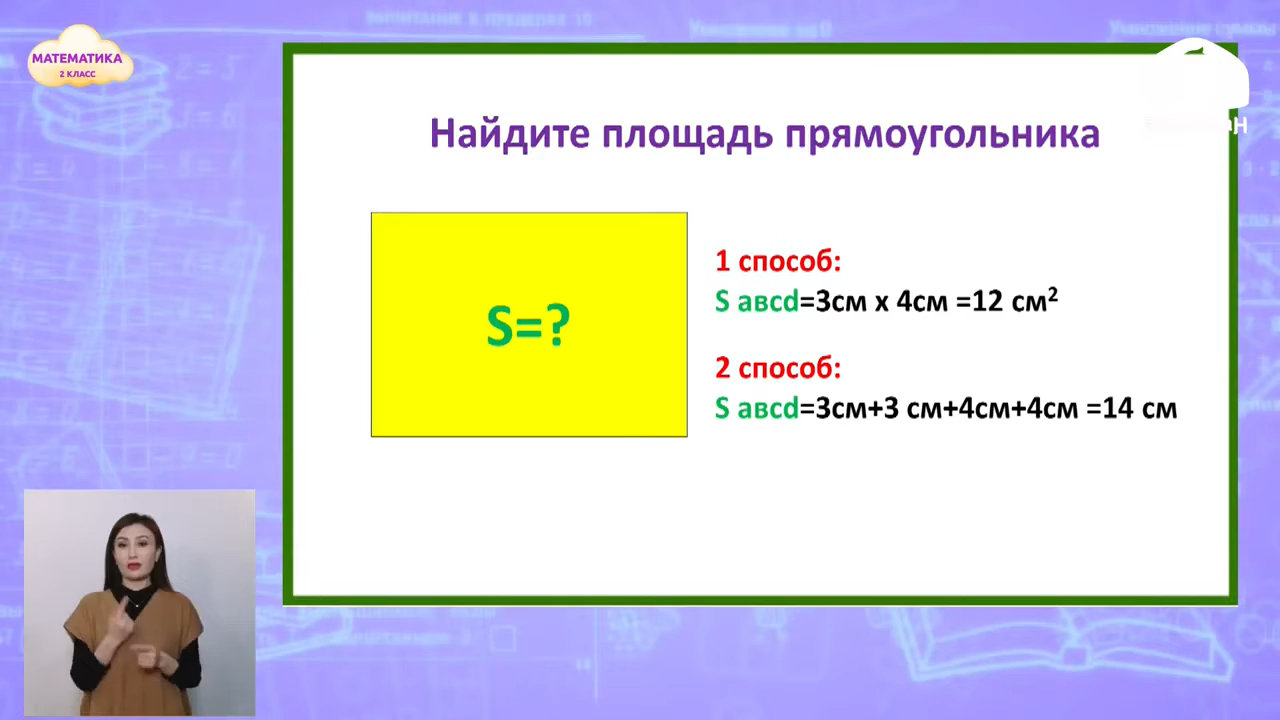 МАТЕМАТИКА
2 КЛАСС
Найдите площадь прямоугольника
S=?
1 способ:
S авсd=3см х 4см =12 см²
2 способ:
S авсd=3см+3 см+4см+4см =14 см